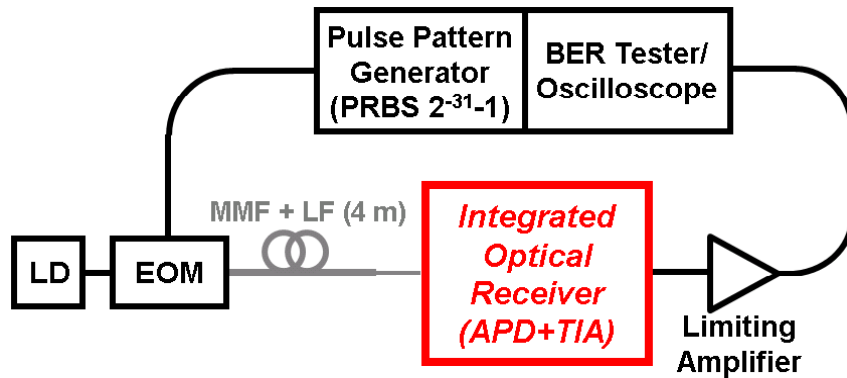 Pulse Pattern
Generator
(PRBS 2-31-1)
BER Tester/
Oscilloscope
MMF + LF (4 m)
LD
EOM
Integrated
Optical
Receiver
(APD+TIA)
Limiting
Amplifier